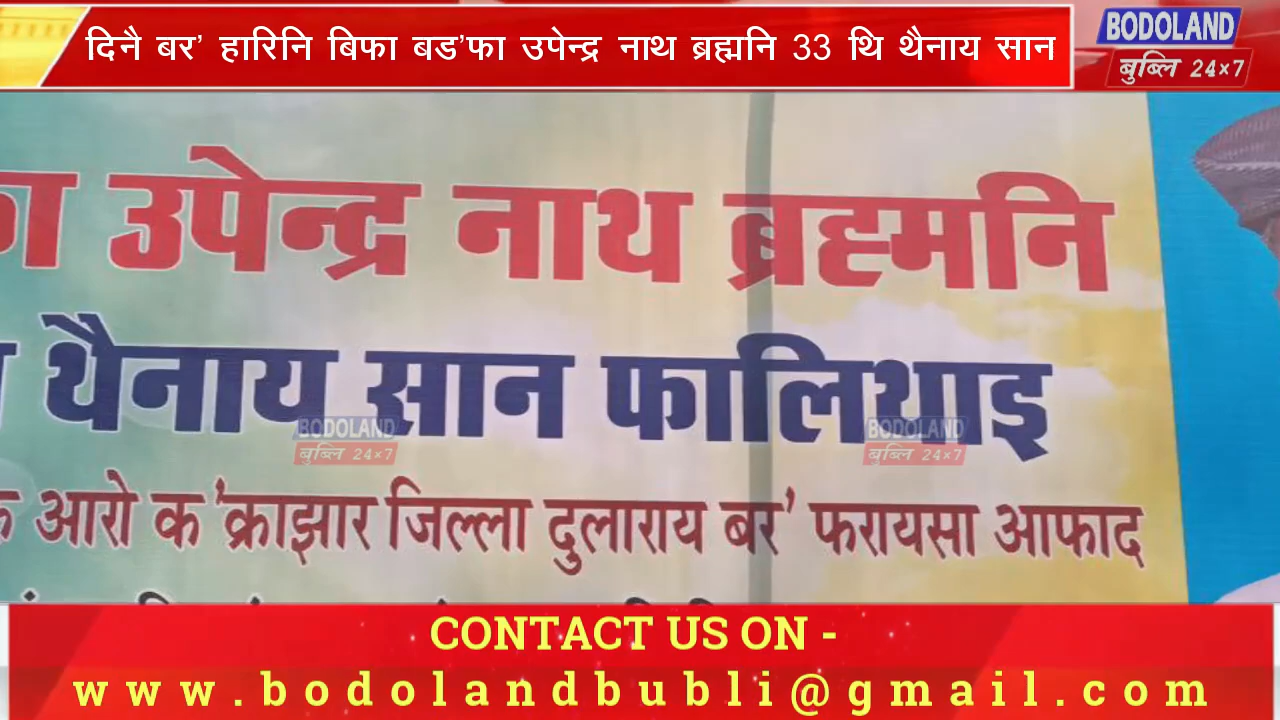 दिनै बर' हारिनि बिफा बड'फा उपेन्द्र नाथ ब्रह्मनि 33 थि थैनाय सान
BODOLAND
बुब्लि 24×7
उपेन्द्र नाथ ब्रह्मनि
थैनाय सान फालिथाइ
BODOLAND
बुब्लि 24×7
BODOLAND
बुब्लि 24×7
आरो क'क्राझार जिल्ला दुलाराय बर' फरायसा आफाद
CONTACT US ON -
www.bodolandbubli@gmail.com